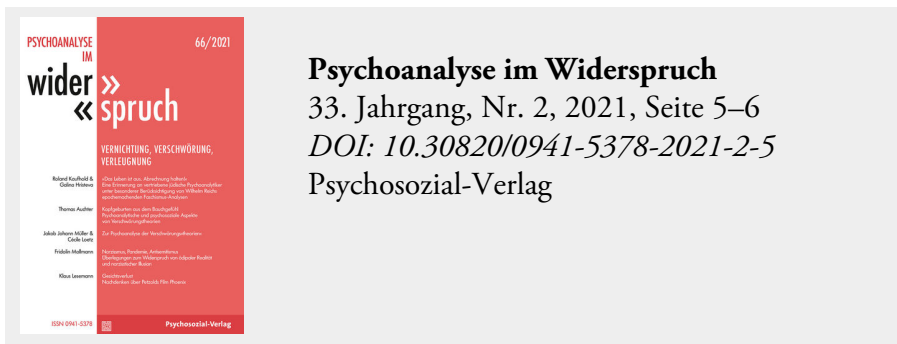 PSYCHOANALYSE
IM
wider »
« spruch
66/2021
VERNICHTUNG, VERSCHWÖRUNG,
VERLEUGNUNG
Roland Kaufhold &
Galina Hristeva
»Das Leben ist aus. Abrechnung halten!«
Eine Erinnerung an vertriebene jüdische Psychoanalytiker
unter besonderer Berücksichtigung von Wilhelm Reichs
epochemachenden Faschismus-Analysen
Thomas Auchter
Kopfgeburten aus dem Bauchgefühl
Psychoanalytische und psychosoziale Aspekte
von Verschwörungstheorien
Jakob Johann Müller &
Cécile Loetz
Zur Psychoanalyse der Verschwörungstheorien
Fridolin Mallmann
Narzissmus, Pandemie, Antisemitismus
Überlegungen zum Widerspruch von ödipaler Realität
und narzisstischer Illusion
Klaus Lesemann
Gesichtsverlust
Nachdenken über Petzolds Film Phoenix
ISSN 0941-5378
Psychosozial-Verlag
Psychoanalyse im Widerspruch
33. Jahrgang, Nr. 2, 2021, Seite 5–6
DOI: 10.30820/0941-5378-2021-2-5
Psychosozial-Verlag